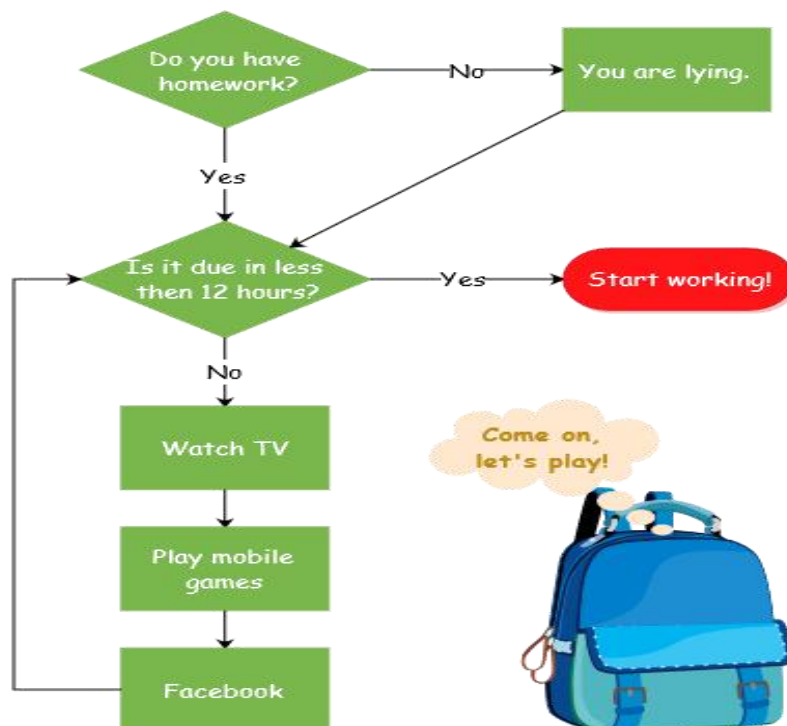 Do you have
homework?
No
You are lying.
Yes
Is it due in less
then 12 hours?
Yes
Start working!
No
Watch TV
Come on,
let's play!
Play mobile
games
Facebook